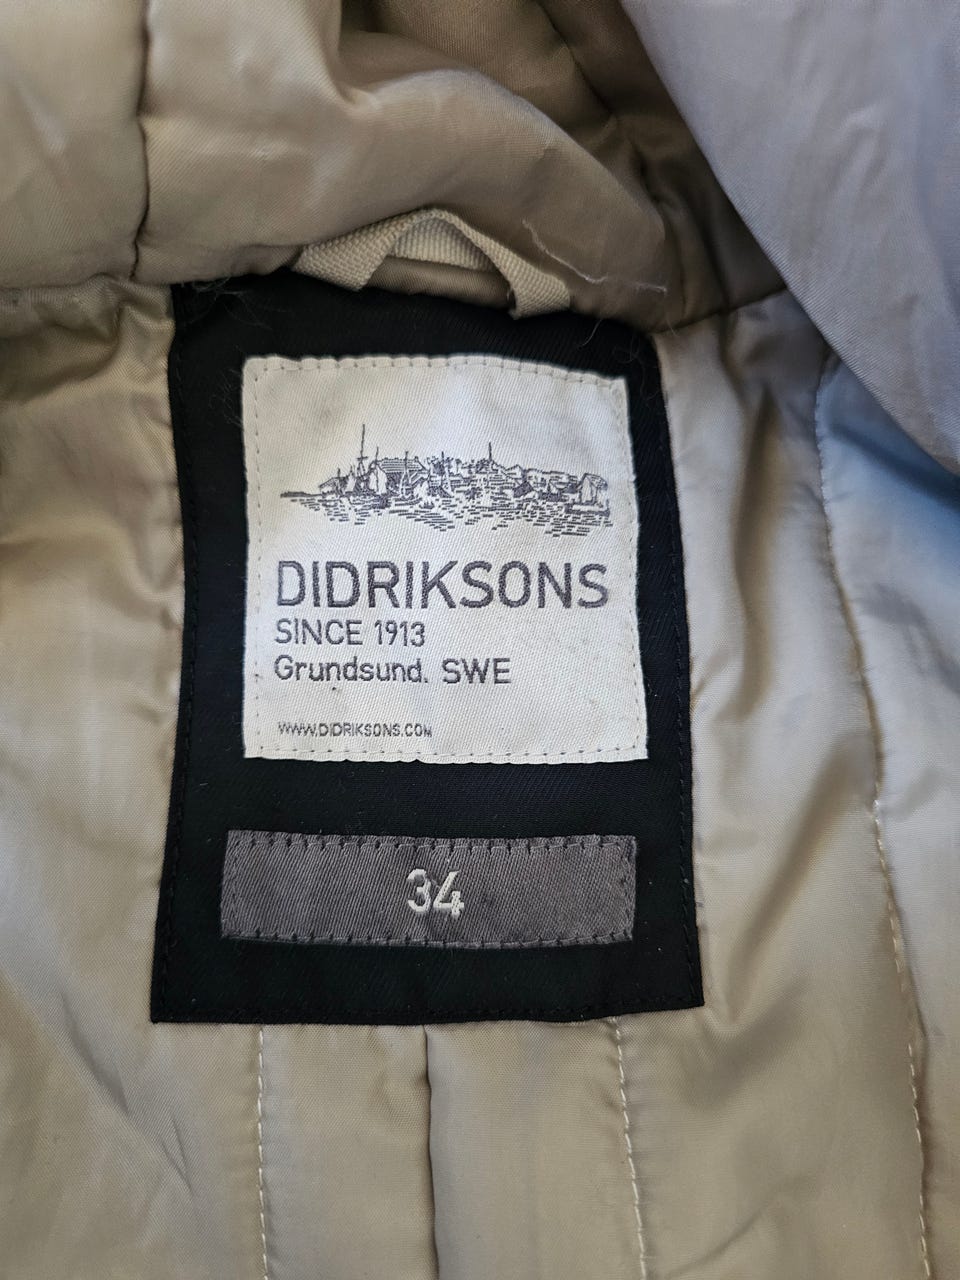 DIDRIKSONS
SINCE 1913
Grundsund. SWE
WWW.DIDRIKSONS.COM
34